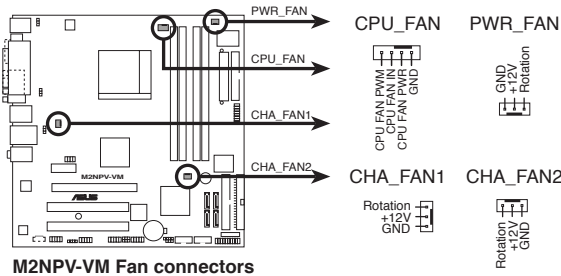 PWR_FAN
CPU_FAN
CHA_FAN1
CHA_FAN2
M2NPV-VM
ASUS
CPU_FAN
CPU FAN PWM
CPU FAN IN
CPU FAN PWR
GND
PWR_FAN
GND
+12V
Rotation
CHA_FAN1
Rotation
+12V
GND
CHA_FAN2
Rotation
+12V
GND
M2NPV-VM Fan connectors